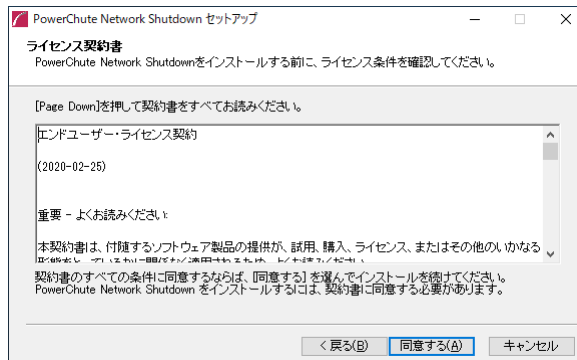 PowerChute Network Shutdown セットアップ
ライセンス契約書
PowerChute Network Shutdownをインストールする前に、ライセンス条件を確認してください。
[Page Down]を押して契約書をすべてお読みください。
エンドユーザー・ライセンス契約
(2020-02-25)
重要 - よくお読みください:
本契約書は、付随するソフトウェア製品の提供が、試用、購入、ライセンス、またはその他のいかなる
契約書のすべての条件に同意するならば、[同意する] を選んでインストールを続けてください。
PowerChute Network Shutdown をインストールするには、契約書に同意する必要があります。
< 戻る(B)
同意する(A)
キャンセル